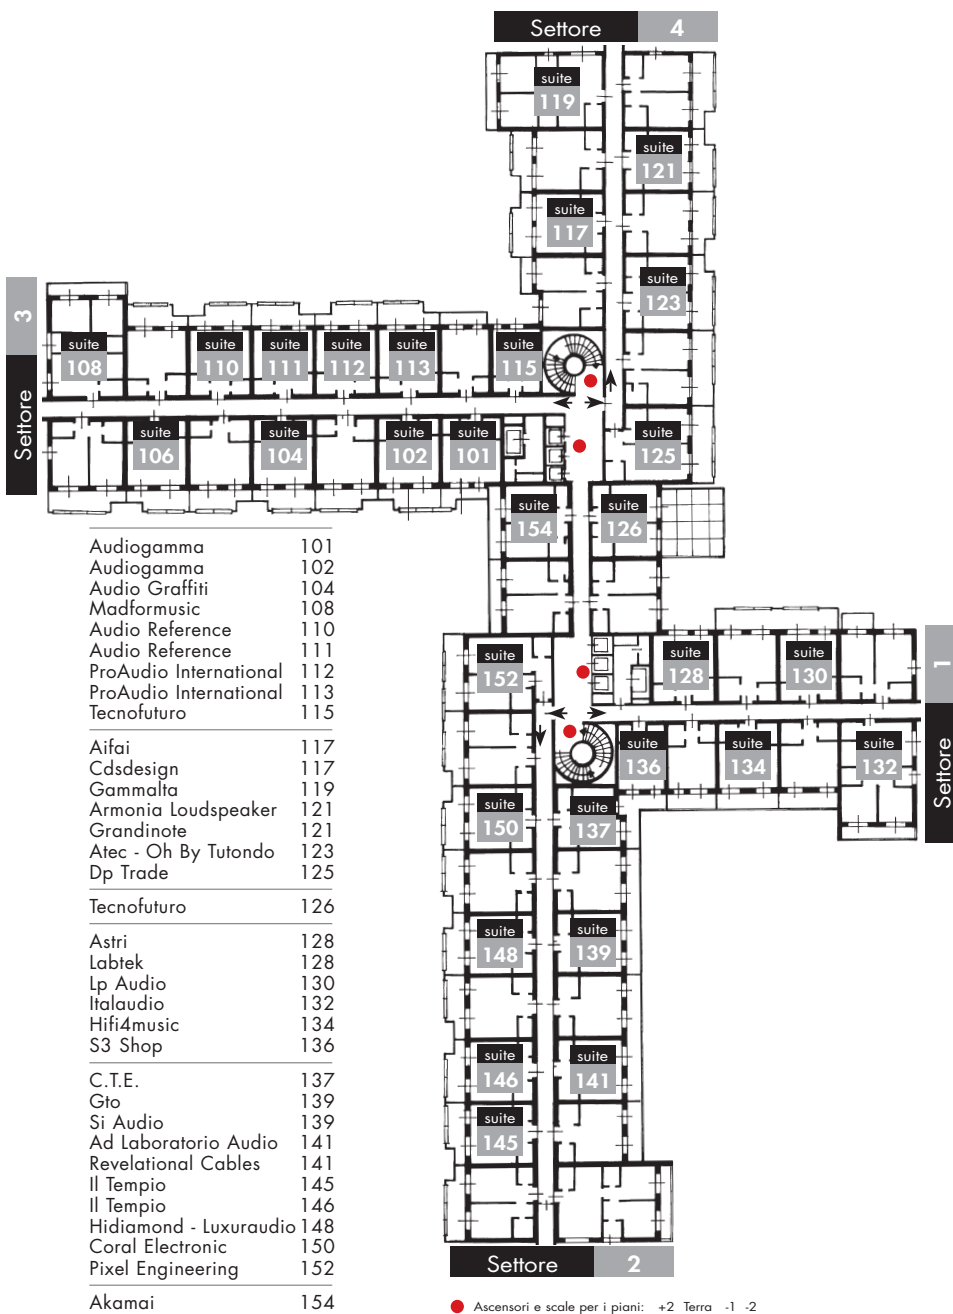 Settore 4
suite
119
suite
121
suite
117
suite
123
Settore 3
suite
108
suite
110
suite
111
suite
112
suite
113
suite
115
suite
106
suite
104
suite
102
suite
101
suite
125
suite
154
suite
126
Audiogamma 101
Audiogamma 102
Audio Graffiti 104
Madformusic 108
Audio Reference 110
Audio Reference 111
ProAudio International 112
ProAudio International 113
Tecnofuturo 115
Aifai 117
Cdsdesign 117
Gammalta 119
Armonia Loudspeaker 121
Grandinote 121
Atec - Oh By Tutondo 123
Dp Trade 125
Tecnofuturo 126
Astri 128
Labtek 128
Lp Audio 130
Italaudio 132
Hifi4music 134
S3 Shop 136
C.T.E. 137
Gto 139
Si Audio 139
Ad Laboratorio Audio 141
Revelational Cables 141
Il Tempio 145
Il Tempio 146
Hidiamond - Luxuraudio 148
Coral Electronic 150
Pixel Engineering 152
Akamai 154
suite
152
suite
128
suite
130
Settore 1
suite
136
suite
134
suite
132
suite
150
suite
137
suite
148
suite
139
suite
146
suite
141
suite
145
Settore 2
Ascensori e scale per i piani: +2 Terra -1 -2